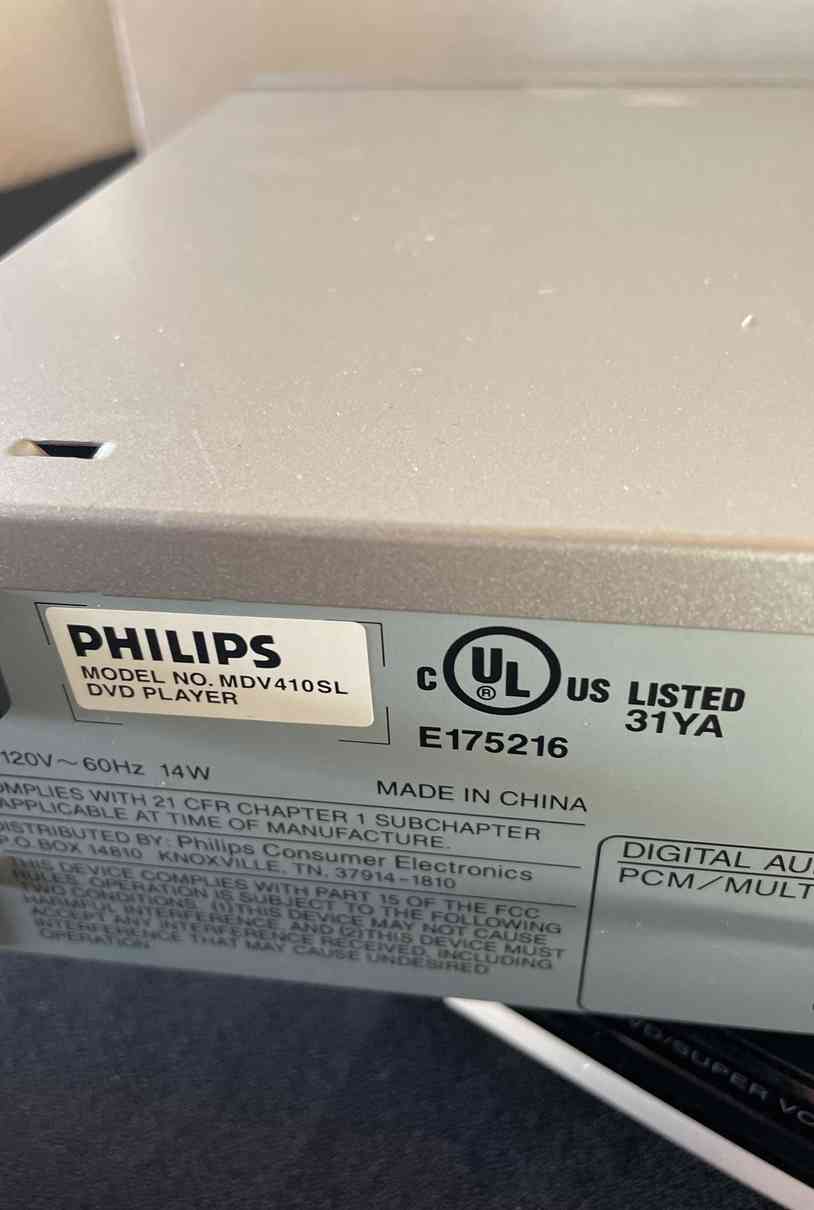 PHILIPS
MODEL NO. MDV410SL
DVD PLAYER
C UL ® US LISTED
31YA
E175216
120V～60Hz 14W
MADE IN CHINA
OMPLIES WITH 21 CFR CHAPTER 1 SUBCHAPTER
APPLICABLE AT TIME OF MANUFACTURE.
DISTRIBUTED BY: Philips Consumer Electronics
P.O. BOX 14810 KNOXVILLE, TN. 37914-1810
THIS DEVICE COMPLIES WITH PART 15 OF THE FCC
RULES. OPERATION IS SUBJECT TO THE FOLLOWING
TWO CONDITIONS, (1)THIS DEVICE MAY NOT CAUSE
HARMFUL INTERFERENCE, AND (2)THIS DEVICE MUST
ACCEPT ANY INTERFERENCE RECEIVED, INCLUDING
INTERFERENCE THAT MAY CAUSE UNDESIRED
OPERATION.
DIGITAL AU
PCM/MULT
VD/SUPER VC